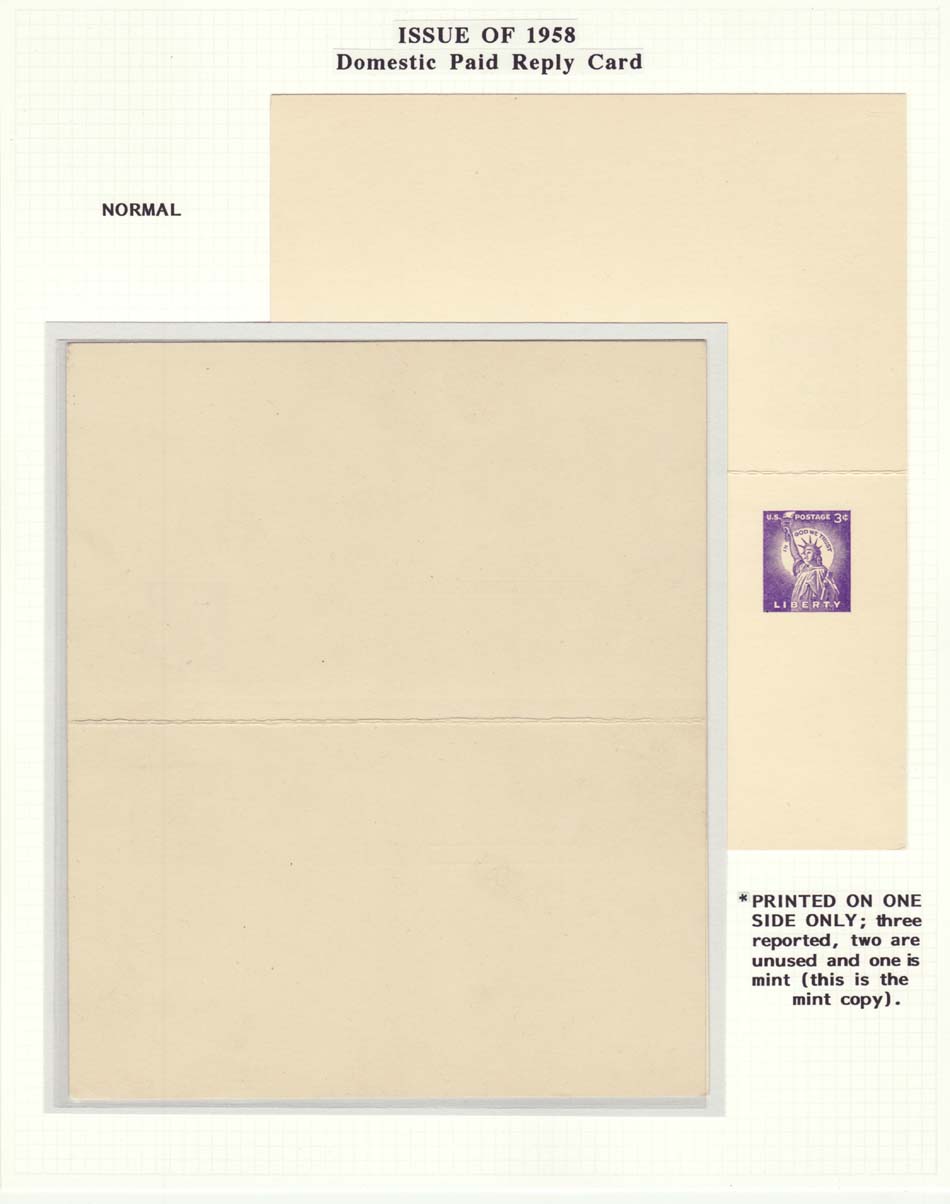 ISSUE OF 1958
Domestic Paid Reply Card
NORMAL
U.S. POSTAGE 3¢
IN GOD WE TRUST
LIBERTY
*PRINTED ON ONE
SIDE ONLY; three
reported, two are
unused and one is
mint (this is the
mint copy).